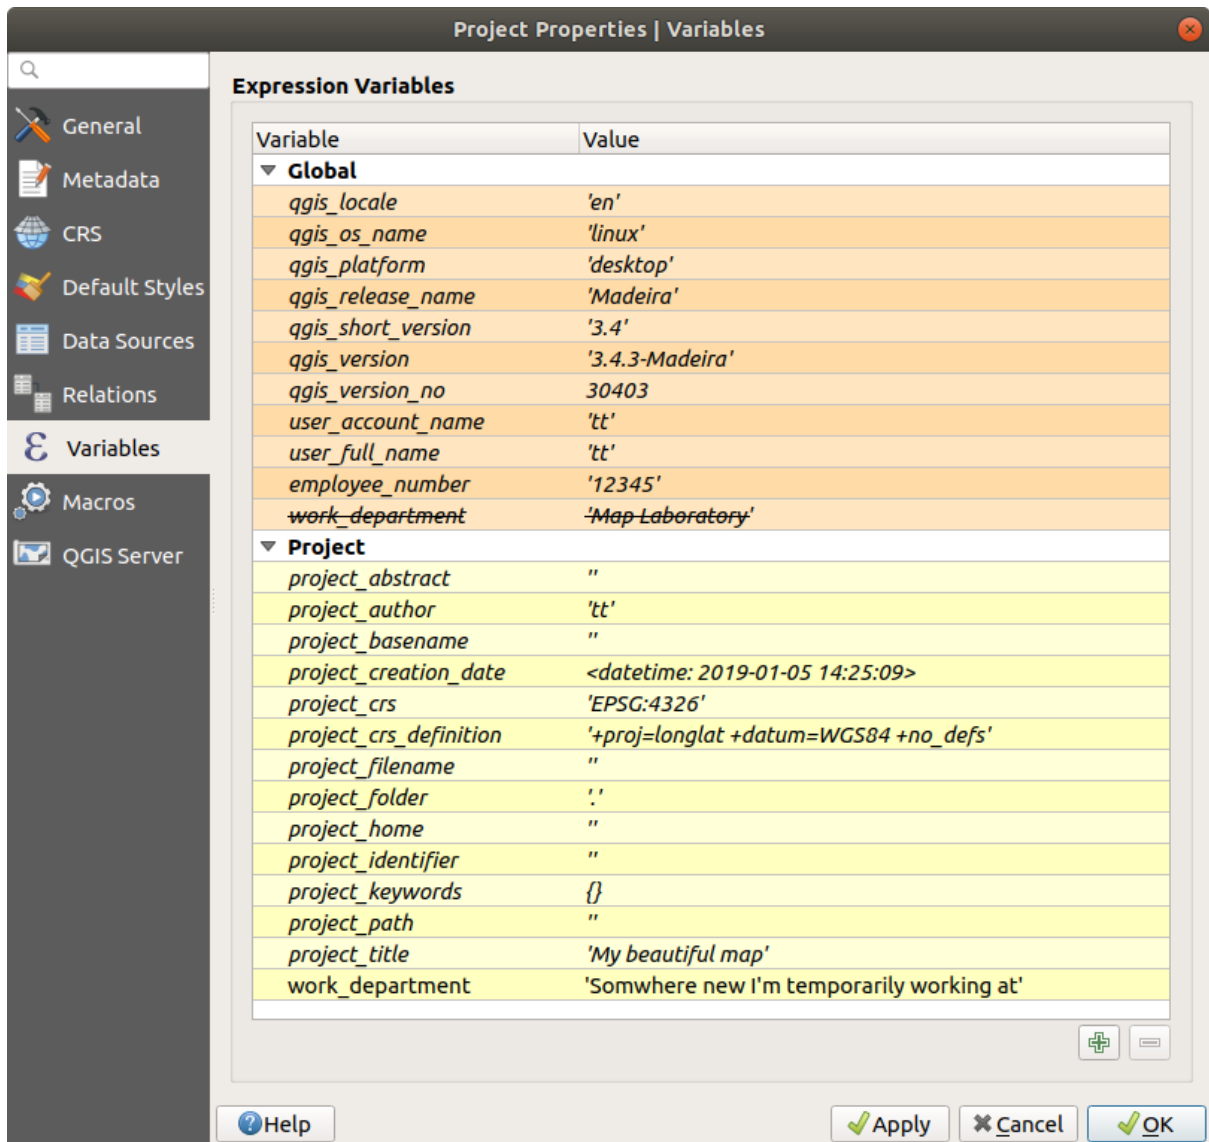 Project Properties | Variables
General
Metadata
CRS
Default Styles
Data Sources
Relations
Variables
Macros
QGIS Server
Expression Variables
Variable Value
Global
qgis_locale 'en'
qgis_os_name 'linux'
qgis_platform 'desktop'
qgis_release_name 'Madeira'
qgis_short_version '3.4'
qgis_version '3.4.3-Madeira'
qgis_version_no 30403
user_account_name 'tt'
user_full_name 'tt'
employee_number '12345'
work_department 'Map Laboratory'
Project
project_abstract ''
project_author 'tt'
project_basename ''
project_creation_date <datetime: 2019-01-05 14:25:09>
project_crs 'EPSG:4326'
project_crs_definition '+proj=longlat +datum=WGS84 +no_defs'
project_filename ''
project_folder '.'
project_home ''
project_identifier ''
project_keywords {}
project_path ''
project_title 'My beautiful map'
work_department 'Somwhere new I'm temporarily working at'
Help Apply Cancel OK